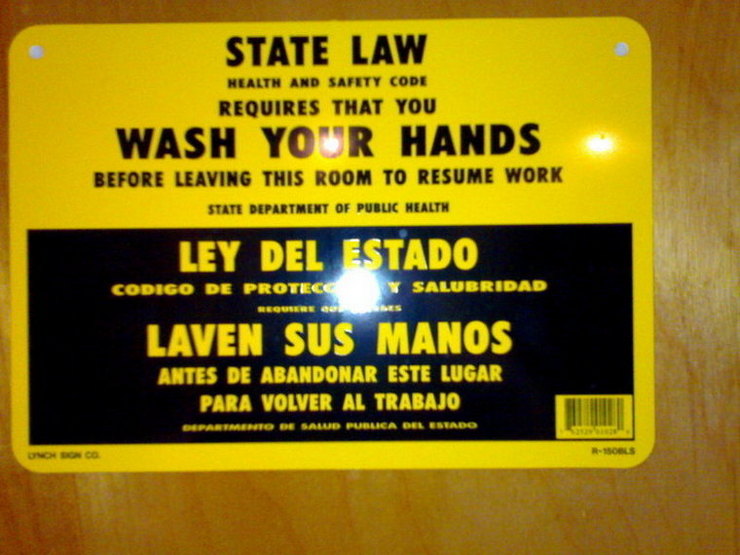 STATE LAW
HEALTH AND SAFETY CODE
REQUIRES THAT YOU
WASH YOUR HANDS
BEFORE LEAVING THIS ROOM TO RESUME WORK
STATE DEPARTMENT OF PUBLIC HEALTH
LEY DEL ESTADO
CODIGO DE Y SALUBRIDAD
REQUIERE
LAVEN SUS MANOS
ANTES DE ABANDONAR ESTE LUGAR
PARA VOLVER AL TRABAJO
DEPARTMENTO DE SALUD PUBLICA DEL ESTADO
LYNCH SIGN CO.
R-150BLS